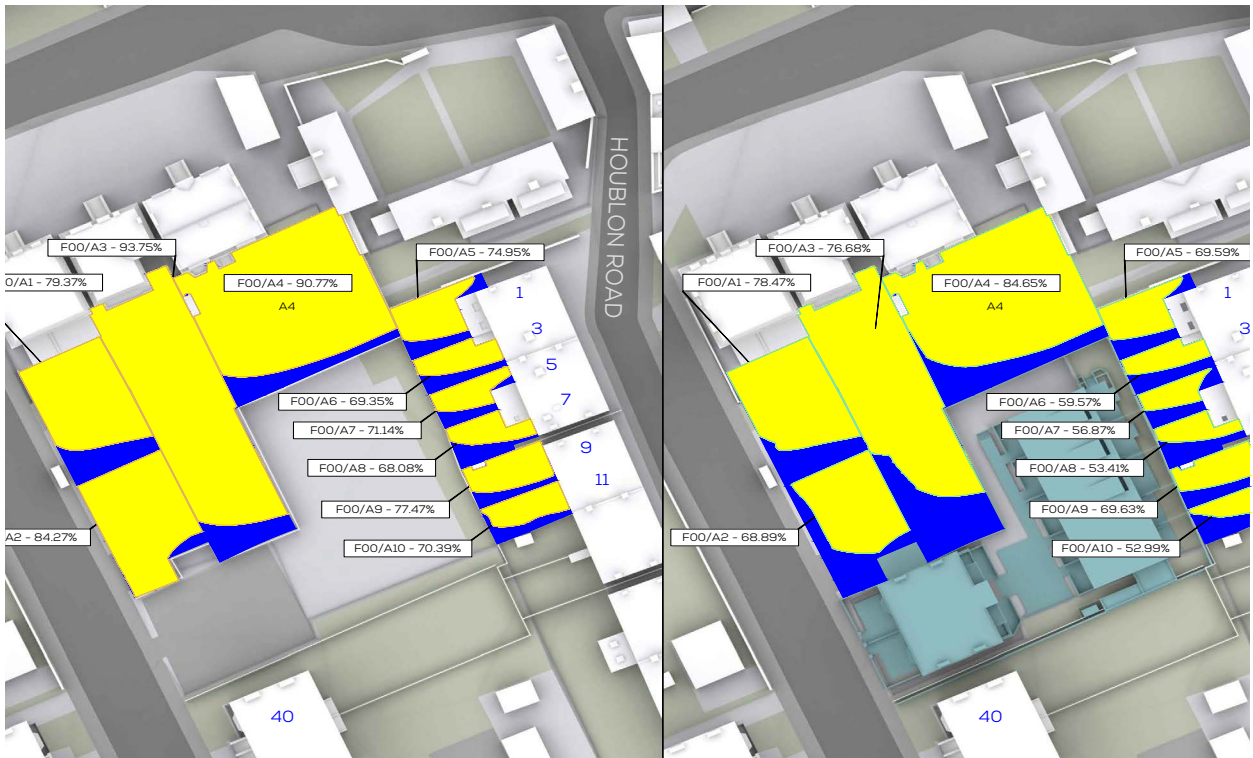 HOUBLON ROAD
F00/A3 - 93.75%
F00/A5 - 74.95%
0/A1 - 79.37%
F00/A4 - 90.77%
A4
1
3
5
7
9
11
F00/A6 - 69.35%
F00/A7 - 71.14%
F00/A8 - 68.08%
F00/A9 - 77.47%
A2 - 84.27%
F00/A10 - 70.39%
40
F00/A3 - 76.68%
F00/A5 - 69.59%
F00/A1 - 78.47%
F00/A4 - 84.65%
A4
1
3
F00/A6 - 59.57%
F00/A7 - 56.87%
F00/A8 - 53.41%
F00/A9 - 69.63%
F00/A2 - 68.89%
F00/A10 - 52.99%
40